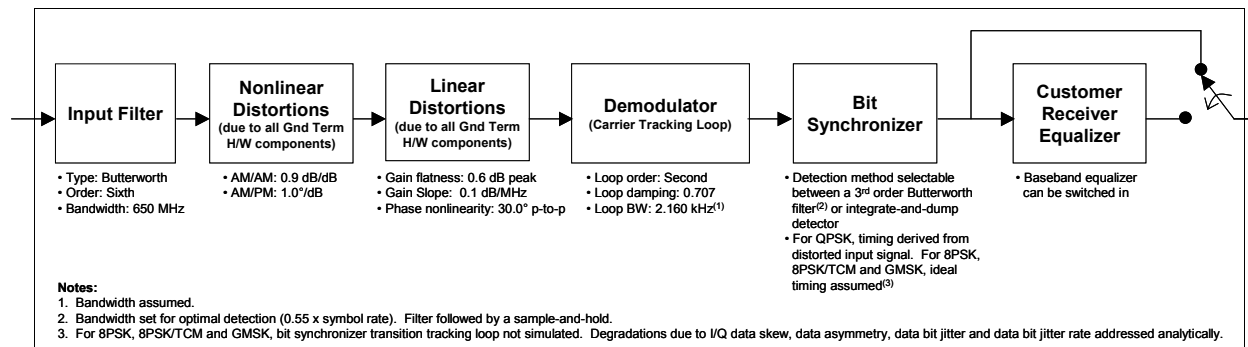 Input Filter
• Type: Butterworth
• Order: Sixth
• Bandwidth: 650 MHz
Nonlinear
Distortions
(due to all Gnd Term
H/W components)
• AM/AM: 0.9 dB/dB
• AM/PM: 1.0°/dB
Linear
Distortions
(due to all Gnd Term
H/W components)
• Gain flatness: 0.6 dB peak
• Gain Slope: 0.1 dB/MHz
• Phase nonlinearity: 30.0° p-to-p
Demodulator
(Carrier Tracking Loop)
• Loop order: Second
• Loop damping: 0.707
• Loop BW: 2.160 kHz(1)
Bit
Synchronizer
• Detection method selectable
between a 3rd order Butterworth
filter(2) or integrate-and-dump
detector
• For QPSK, timing derived from
distorted input signal. For 8PSK,
8PSK/TCM and GMSK, ideal
timing assumed(3)
Customer
Receiver
Equalizer
• Baseband equalizer
can be switched in
Notes:
1. Bandwidth assumed.
2. Bandwidth set for optimal detection (0.55 x symbol rate). Filter followed by a sample-and-hold.
3. For 8PSK, 8PSK/TCM and GMSK, bit synchronizer transition tracking loop not simulated. Degradations due to I/Q data skew, data asymmetry, data bit jitter and data bit jitter rate addressed analytically.